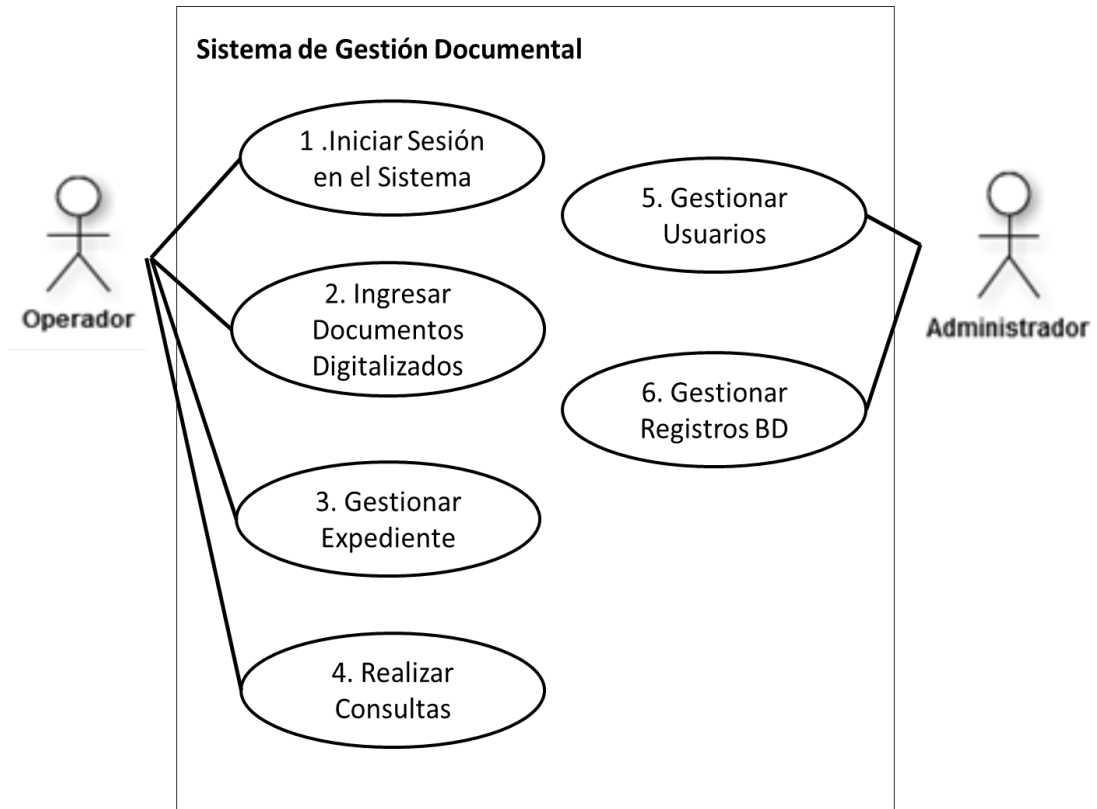 Sistema de Gestión Documental
1 .Iniciar Sesión
en el Sistema
2. Ingresar
Documentos
Digitalizados
3. Gestionar
Expediente
4. Realizar
Consultas
5. Gestionar
Usuarios
6. Gestionar
Registros BD
Operador
Administrador